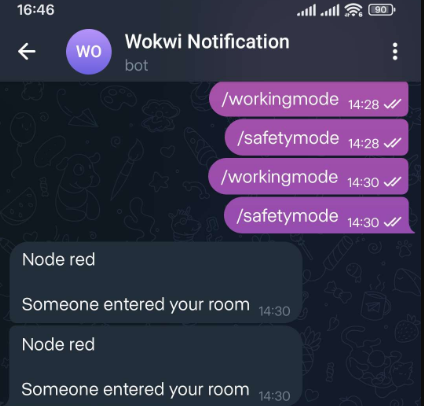 16:46
90
WO
Wokwi Notification
bot
/workingmode 14:28
/safetymode 14:28
/workingmode 14:30
/safetymode 14:30
Node red
Someone entered your room 14:30
Node red
Someone entered your room 14:30